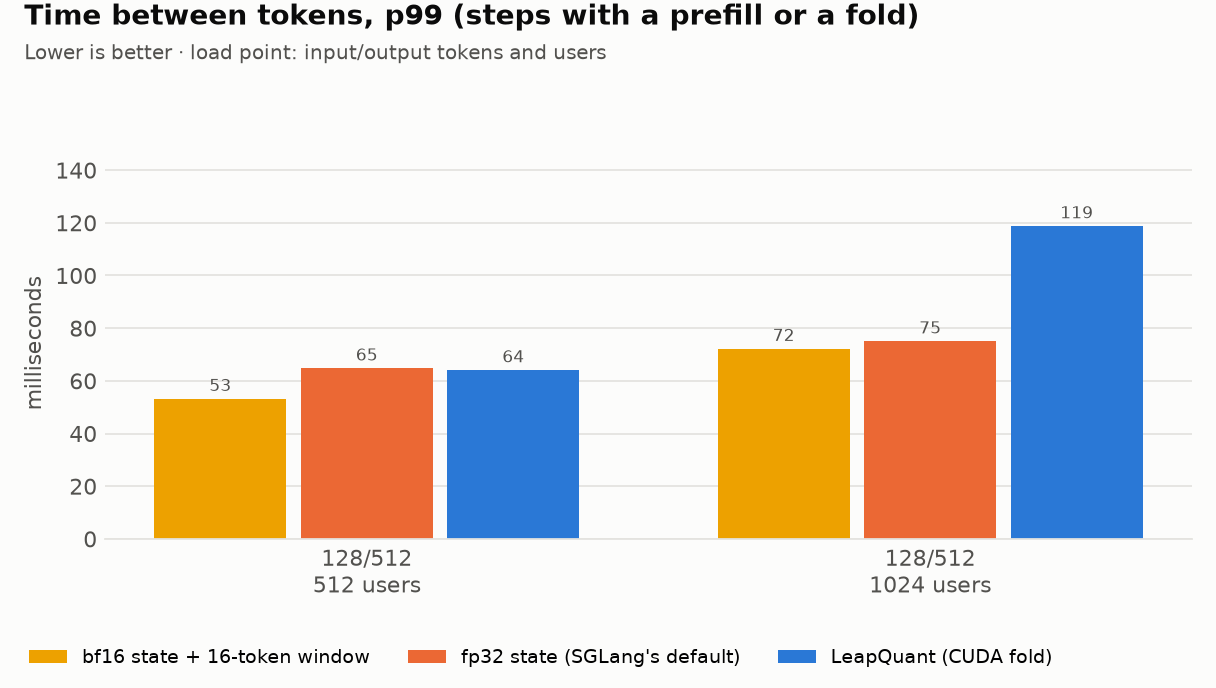 Time between tokens, p99 (steps with a prefill or a fold)
Lower is better · load point: input/output tokens and users
milliseconds
140
120
100
80
60
40
20
0
53
65
64
72
75
119
128/512
512 users
128/512
1024 users
bf16 state + 16-token window
fp32 state (SGLang's default)
LeapQuant (CUDA fold)